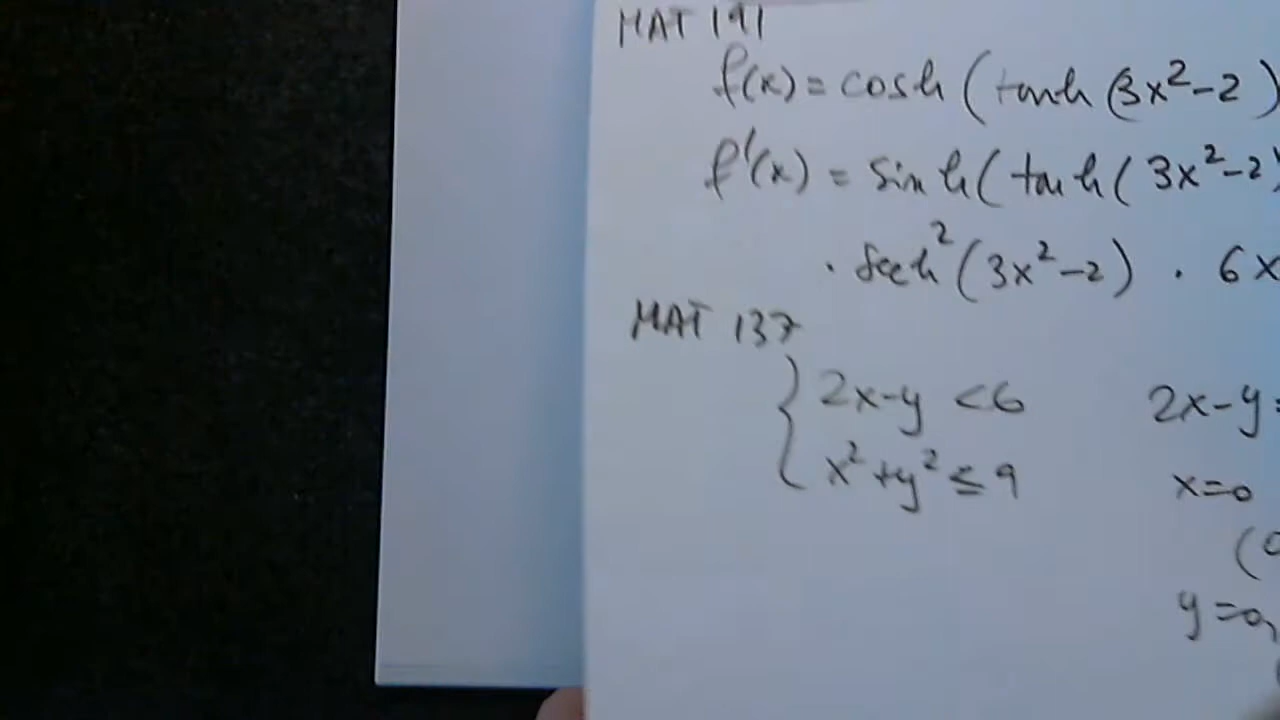 MAT 191
f(x) = cosh (tanh (3x²-2)
f'(x) = sinh (tanh (3x²-2)
· sech² (3x²-2) · 6x
MAT 137
2x-y <6 2x-y =
x²+y² ≤ 9
x=0
(0
y=0,